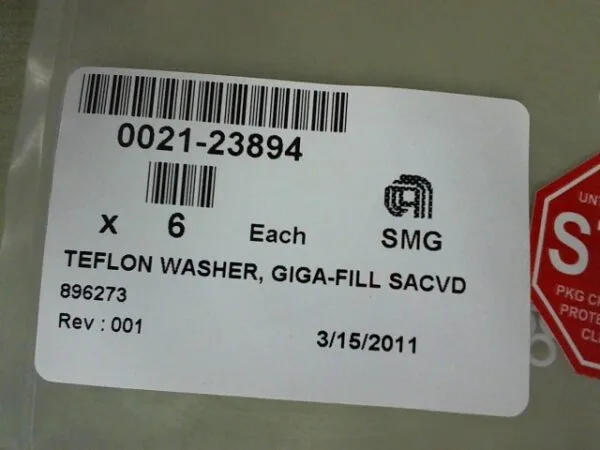 0021-23894
x 6 Each SMG
TEFLON WASHER, GIGA-FILL SACVD
896273
Rev : 001 3/15/2011